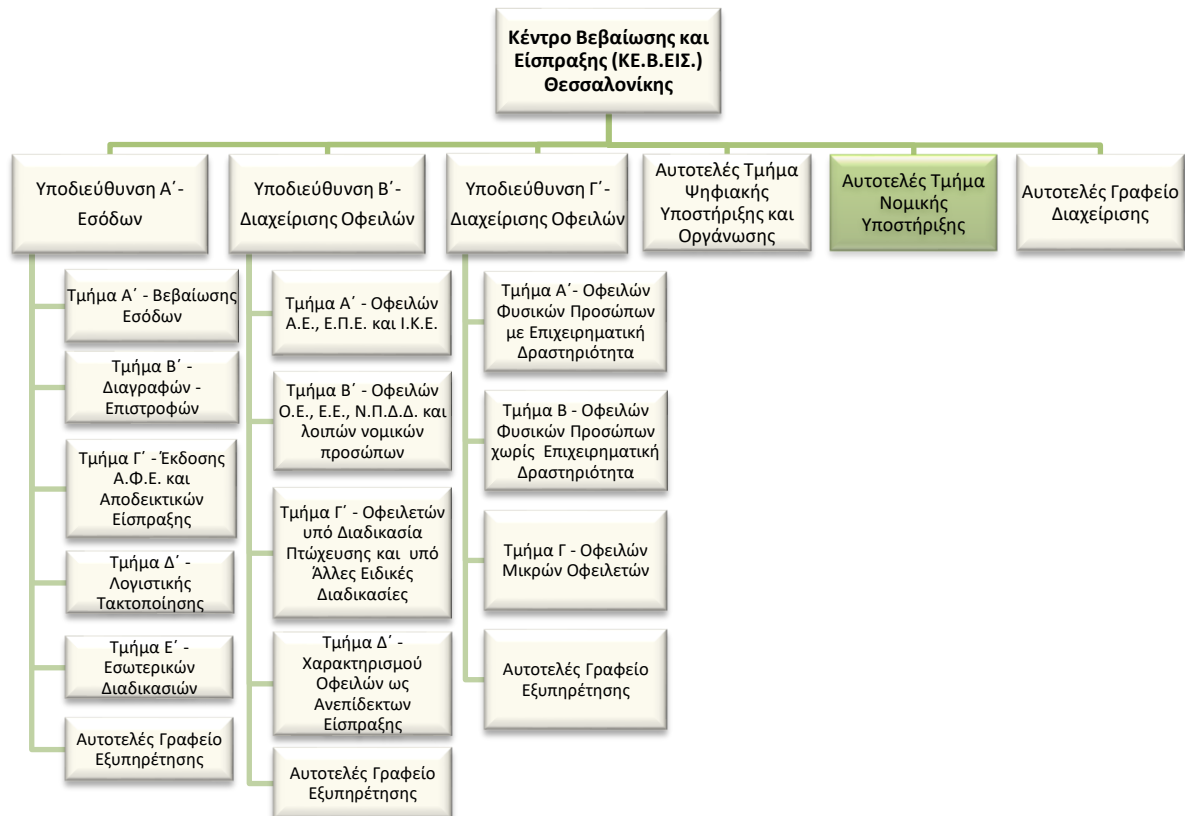 Κέντρο Βεβαίωσης και
Είσπραξης (ΚΕ.Β.ΕΙΣ.)
Θεσσαλονίκης
Υποδιεύθυνση Α΄-
Εσόδων
Τμήμα Α΄ - Βεβαίωσης
Εσόδων
Τμήμα Β΄ -
Διαγραφών -
Επιστροφών
Τμήμα Γ΄ - Έκδοσης
Α.Φ.Ε. και
Αποδεικτικών
Είσπραξης
Τμήμα Δ΄ -
Λογιστικής
Τακτοποίησης
Τμήμα Ε΄ -
Εσωτερικών
Διαδικασιών
Αυτοτελές Γραφείο
Εξυπηρέτησης
Υποδιεύθυνση Β΄-
Διαχείρισης Οφειλών
Τμήμα Α΄ - Οφειλών
Α.Ε., Ε.Π.Ε. και Ι.Κ.Ε.
Τμήμα Β΄ - Οφειλών
Ο.Ε., Ε.Ε., Ν.Π.Δ.Δ. και
λοιπών νομικών
προσώπων
Τμήμα Γ΄ - Οφειλετών
υπό Διαδικασία
Πτώχευσης και υπό
Άλλες Ειδικές
Διαδικασίες
Τμήμα Δ΄ -
Χαρακτηρισμού
Οφειλών ως
Ανεπίδεκτων
Είσπραξης
Αυτοτελές Γραφείο
Εξυπηρέτησης
Υποδιεύθυνση Γ΄-
Διαχείρισης Οφειλών
Τμήμα Α΄- Οφειλών
Φυσικών Προσώπων
με Επιχειρηματική
Δραστηριότητα
Τμήμα Β - Οφειλών
Φυσικών Προσώπων
χωρίς Επιχειρηματική
Δραστηριότητα
Τμήμα Γ - Οφειλών
Μικρών Οφειλετών
Αυτοτελές Γραφείο
Εξυπηρέτησης
Αυτοτελές Τμήμα
Ψηφιακής
Υποστήριξης και
Οργάνωσης
Αυτοτελές Τμήμα
Νομικής
Υποστήριξης
Αυτοτελές Γραφείο
Διαχείρισης